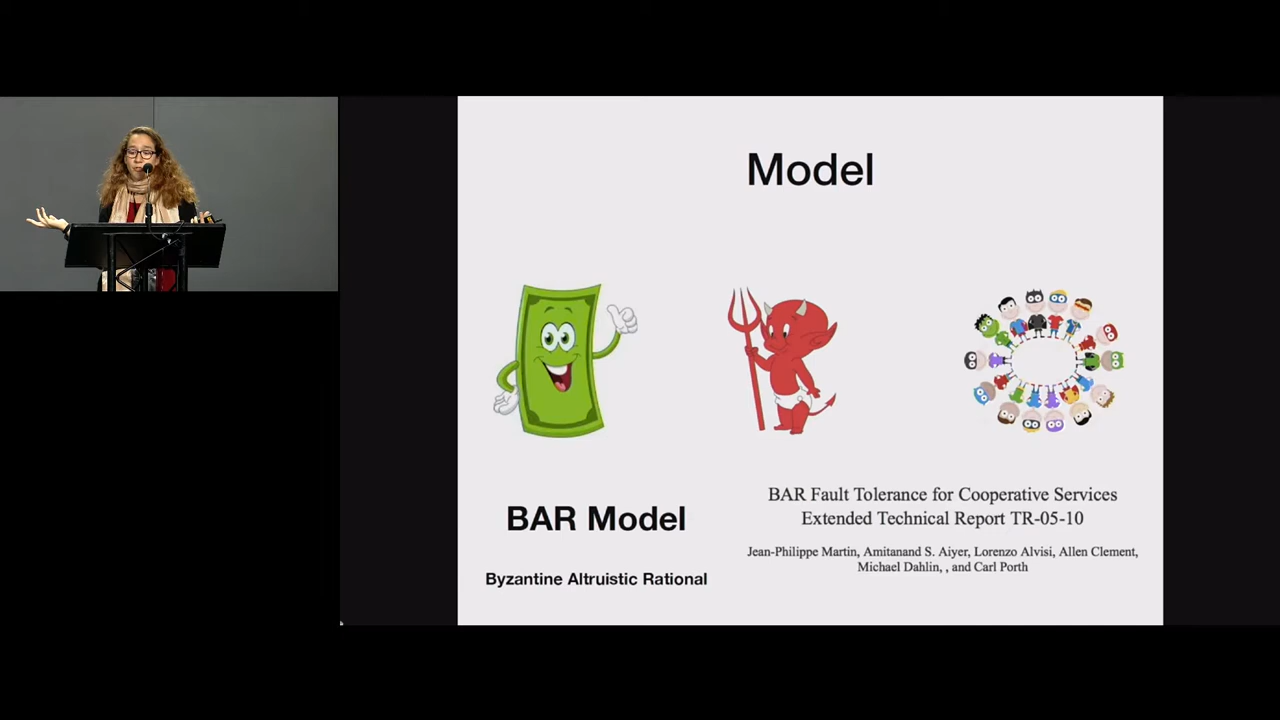 Model
BAR Model
Byzantine Altruistic Rational
BAR Fault Tolerance for Cooperative Services
Extended Technical Report TR-05-10
Jean-Philippe Martin, Amitanand S. Aiyer, Lorenzo Alvisi, Allen Clement,
Michael Dahlin, , and Carl Porth